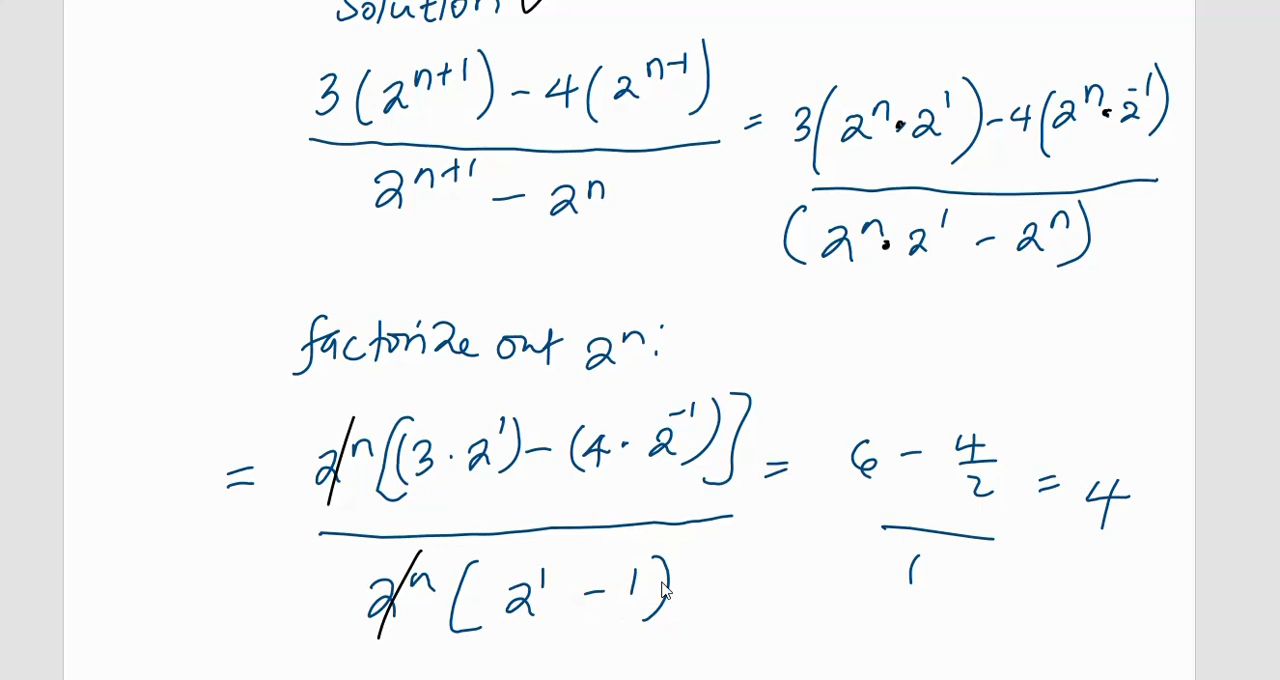 Solution
3(2^{n+1}) - 4(2^{n-1}) / 2^{n+1} - 2^n = 3(2^n · 2^1) - 4(2^n · 2^{-1}) / (2^n · 2^1 - 2^n)
factorize out 2^n:
= 2^n[(3 · 2^1) - (4 · 2^{-1})] / 2^n[2^1 - 1) = 6 - 4/2 / 1 = 4